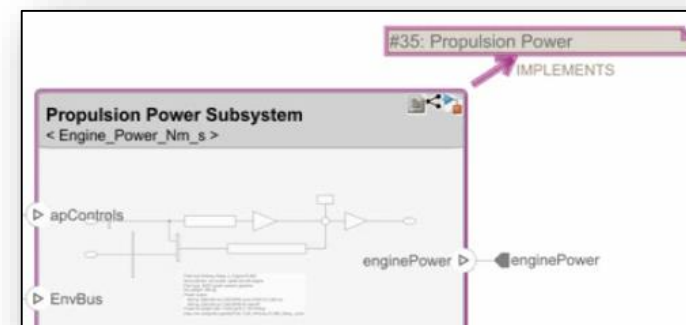 #35: Propulsion Power
IMPLEMENTS
Propulsion Power Subsystem
< Engine_Power_Nm_s >
apControls
enginePower
enginePower
EnvBus